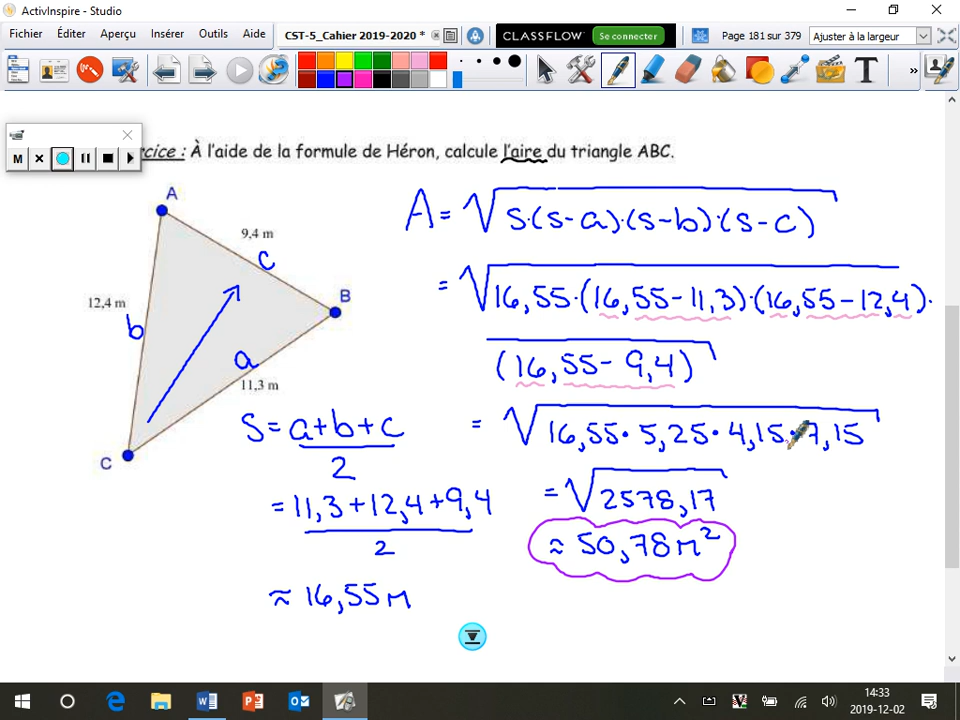 ActivInspire - Studio
Fichier Éditer Aperçu Insérer Outils Aide
CST-5_Cahier 2019-2020 *
CLASSFLOW Se connecter
Page 181 sur 379 Ajuster à la largeur
T »
M
rcice : À l'aide de la formule de Héron, calcule l'aire du triangle ABC.
A
9,4 m
c
B
12,4 m
b
a
11,3 m
C
A = √s·(s-a)·(s-b)·(s-c)
= √16,55·(16,55-11,3)·(16,55-12,4)·
(16,55-9,4)
= √16,55·5,25·4,15·7,15
= √2578,17
≈ 50,78 m²
S = a+b+c
2
= 11,3+12,4+9,4
2
≈ 16,55 m
14:33
2019-12-02